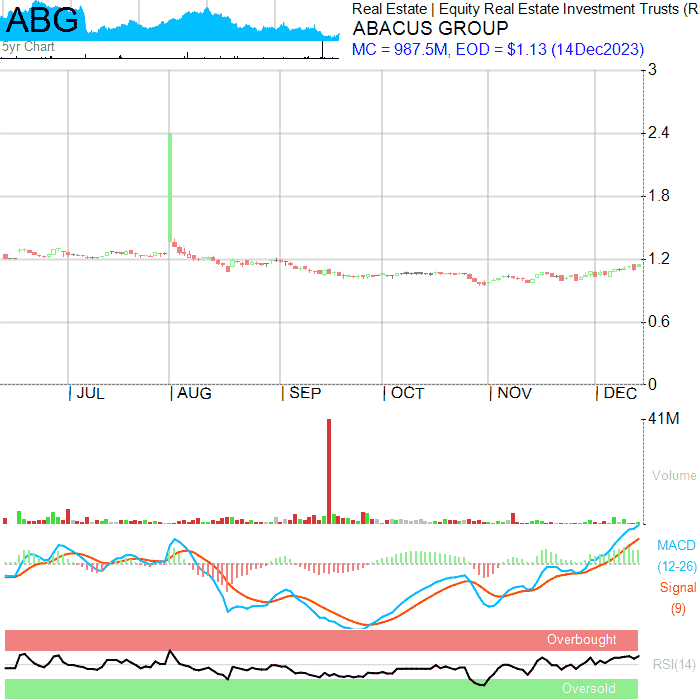 ABG
5yr Chart
Real Estate | Equity Real Estate Investment Trusts (R
ABACUS GROUP
MC = 987.5M, EOD = $1.13 (14Dec2023)
3
2.4
1.8
1.2
0.6
0
JUL AUG SEP OCT NOV DEC
41M
Volume
MACD
(12-26)
Signal
(9)
Overbought
RSI(14)
Oversold